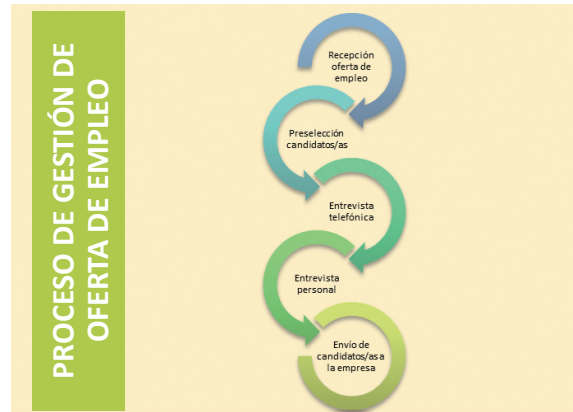 PROCESO DE GESTIÓN DE
OFERTA DE EMPLEO
Recepción
oferta de
empleo
Preselección
candidatos/as
Entrevista
telefónica
Entrevista
personal
Envío de
candidatos/as a
la empresa